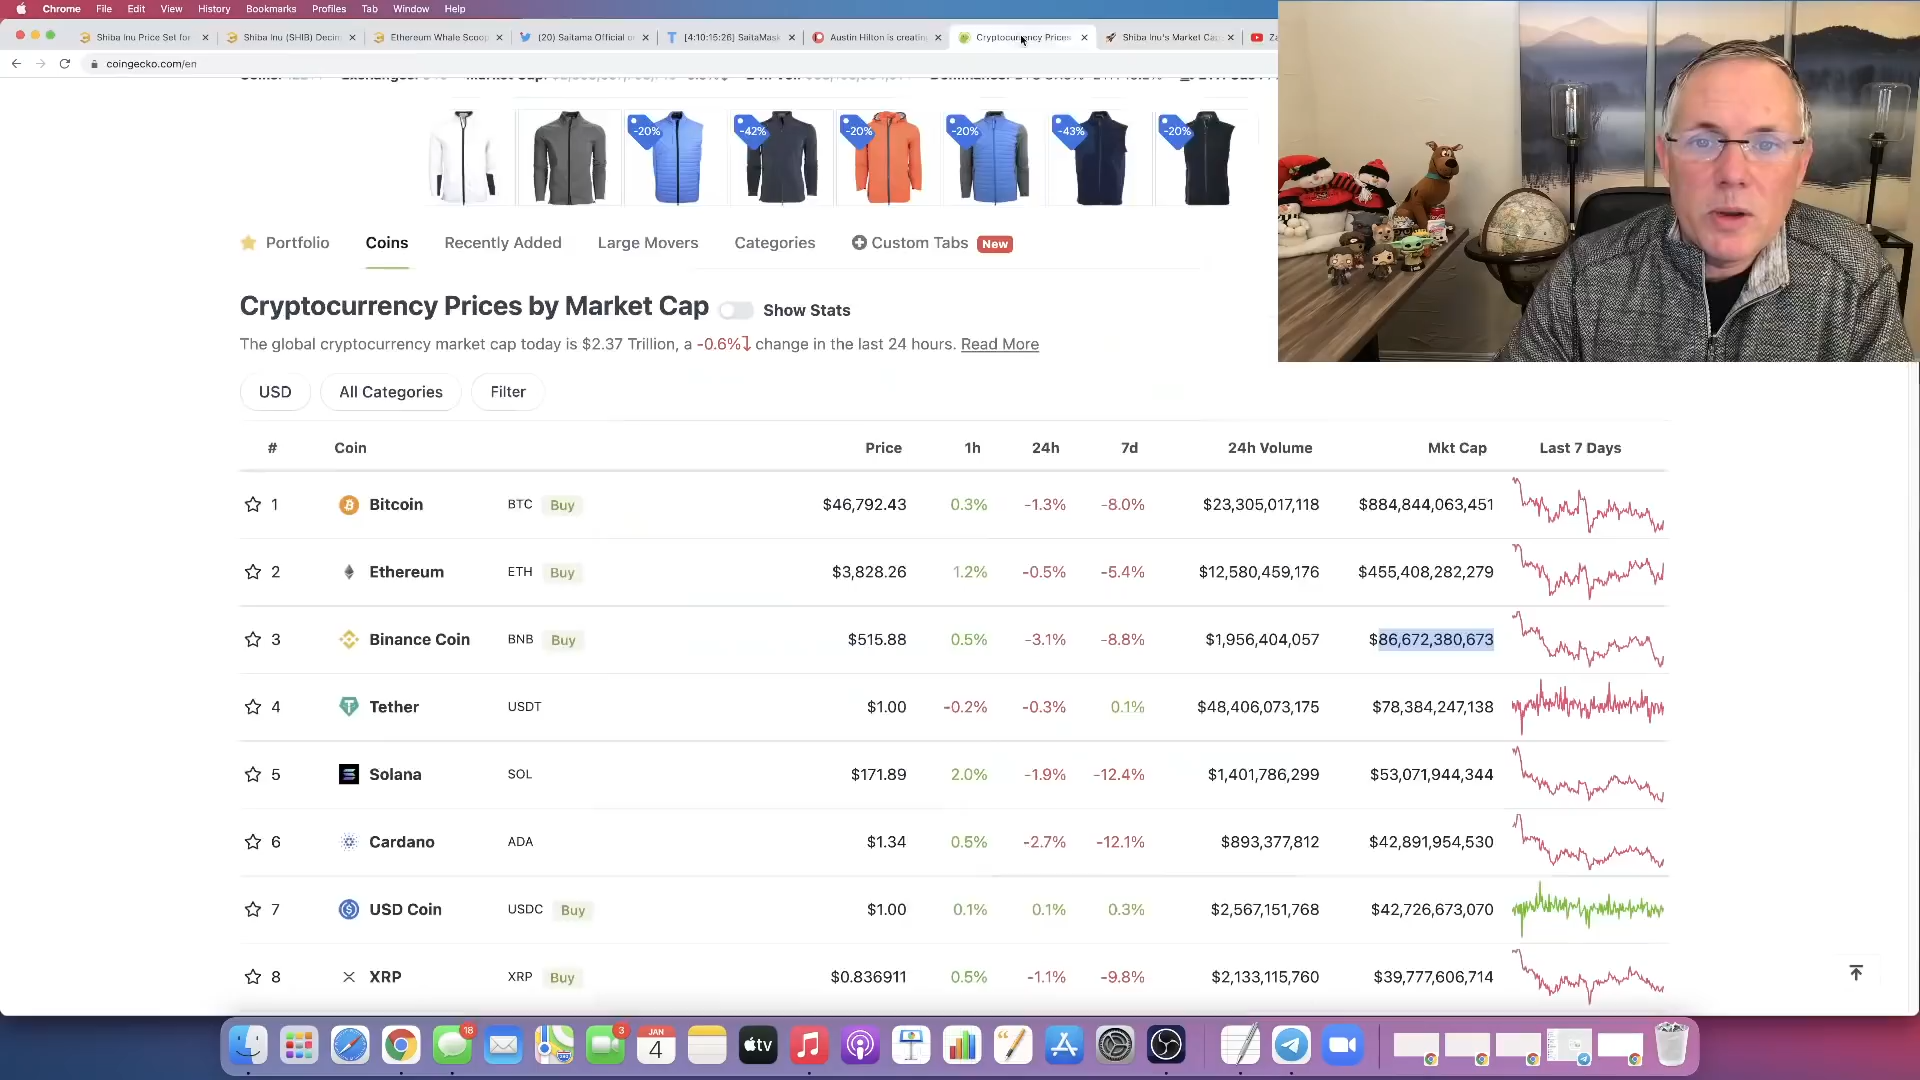 Chrome File Edit View History Bookmarks Profiles Tab Window Help
Shiba Inu Price Set for
Shiba Inu (SHIB) Decin
Ethereum Whale Scoop
(20) Saitama Official
[4:10:15:26] SaitaMask
Austin Hilton is creating
Cryptocurrency Prices
Shiba Inu's Market Ca
coingecko.com/en
-20% -42% -20% -20% -43% -20%
Portfolio Coins Recently Added Large Movers Categories Custom Tabs New
Cryptocurrency Prices by Market Cap Show Stats
The global cryptocurrency market cap today is $2.37 Trillion, a -0.6% change in the last 24 hours. Read More
USD All Categories Filter
# Coin Price 1h 24h 7d 24h Volume Mkt Cap Last 7 Days
1 Bitcoin BTC Buy $46,792.43 0.3% -1.3% -8.0% $23,305,017,118 $884,844,063,451
2 Ethereum ETH Buy $3,828.26 1.2% -0.5% -5.4% $12,580,459,176 $455,408,282,279
3 Binance Coin BNB Buy $515.88 0.5% -3.1% -8.8% $1,956,404,057 $86,672,380,673
4 Tether USDT $1.00 -0.2% -0.3% 0.1% $48,406,073,175 $78,384,247,138
5 Solana SOL $171.89 2.0% -1.9% -12.4% $1,401,786,299 $53,071,944,344
6 Cardano ADA $1.34 0.5% -2.7% -12.1% $893,377,812 $42,891,954,530
7 USD Coin USDC Buy $1.00 0.1% 0.1% 0.3% $2,567,151,768 $42,726,673,070
8 XRP XRP Buy $0.836911 0.5% -1.1% -9.8% $2,133,115,760 $39,777,606,714
18 3 JAN
4 tv